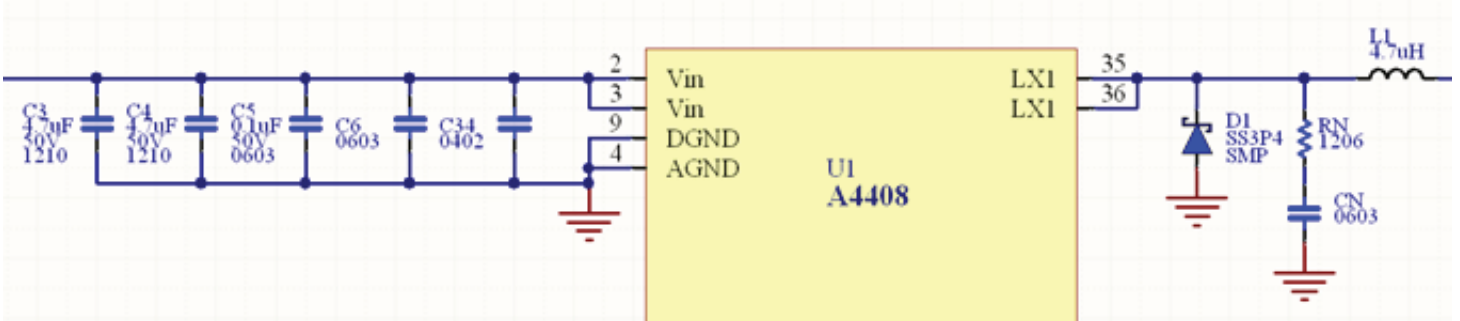 C3
4.7uF
50V
1210
C4
4.7uF
50V
1210
C5
0.1uF
50V
0603
C6
0603
C34
0402
2
3
9
4
Vin
Vin
DGND
AGND
U1
A4408
LX1
LX1
35
36
D1
SS3P4
SMP
RN
1206
CN
0603
L1
4.7uH